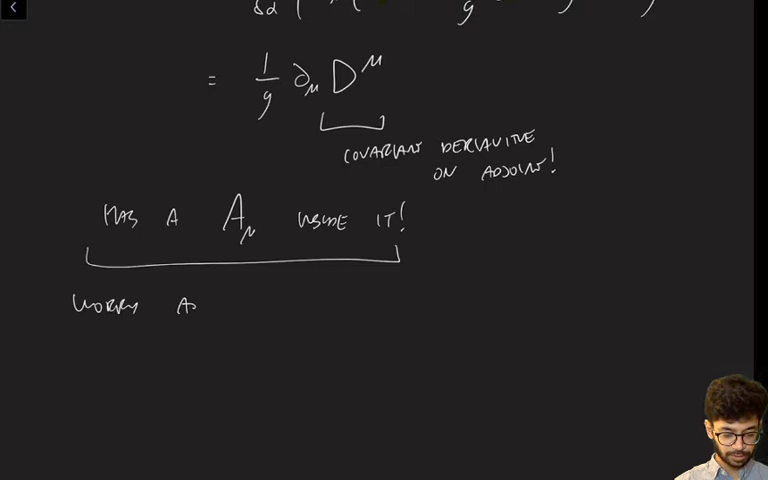 = 1/g ∂_μ D^μ
COVARIANT DERIVATIVE
ON ADJOINT!
HAS A A_μ INSIDE IT!
WORRY